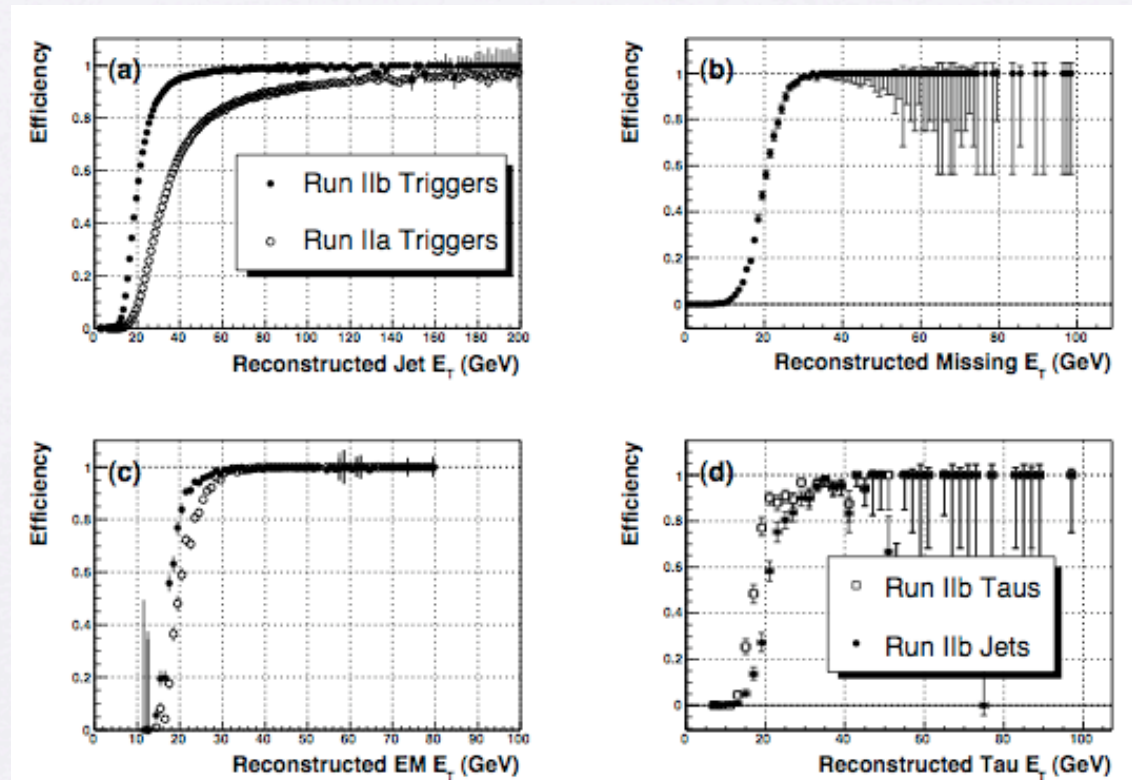 (a)
Efficiency
1
0.8
0.6
0.4
0.2
0
Run IIb Triggers
Run IIa Triggers
0 20 40 60 80 100 120 140 160 180 200
Reconstructed Jet E_T (GeV)
(b)
Efficiency
1
0.8
0.6
0.4
0.2
0
0 20 40 60 80 100
Reconstructed Missing E_T (GeV)
(c)
Efficiency
1
0.8
0.6
0.4
0.2
0
0 10 20 30 40 50 60 70 80 90 100
Reconstructed EM E_T (GeV)
(d)
Efficiency
1
0.8
0.6
0.4
0.2
0
Run IIb Taus
Run IIb Jets
0 20 40 60 80 100
Reconstructed Tau E_T (GeV)